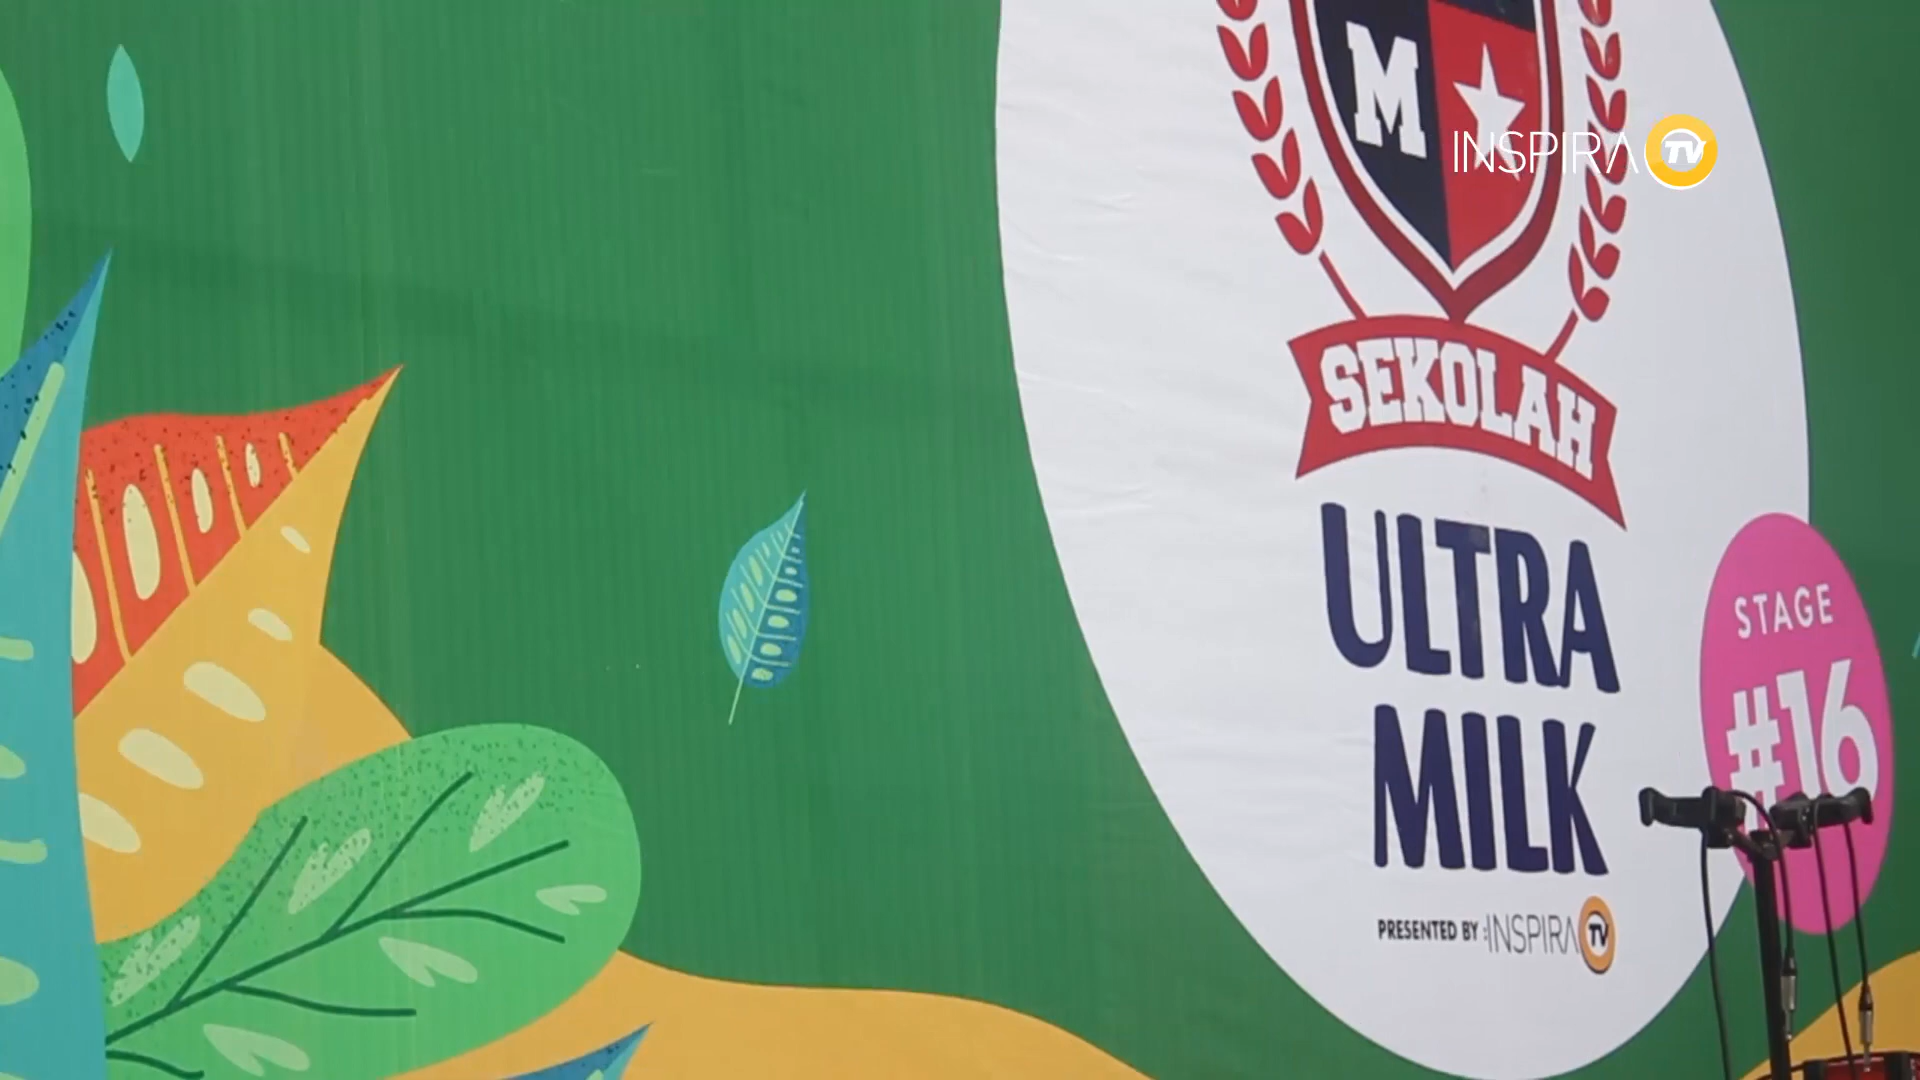 M
INSPIRA TV
SEKOLAH
ULTRA
MILK
STAGE
#16
PRESENTED BY : INSPIRA TV